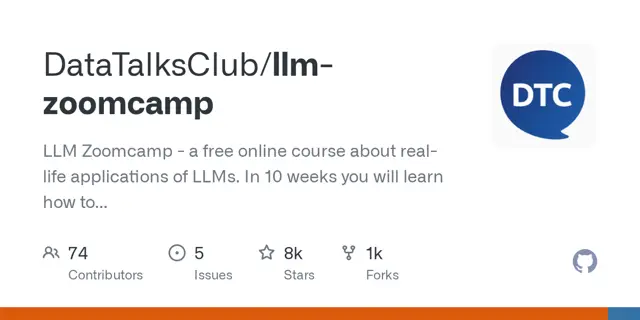 DataTalksClub/llm-
zoomcamp
DTC
LLM Zoomcamp - a free online course about real-
life applications of LLMs. In 10 weeks you will learn
how to...
74
Contributors
5
Issues
8k
Stars
1k
Forks